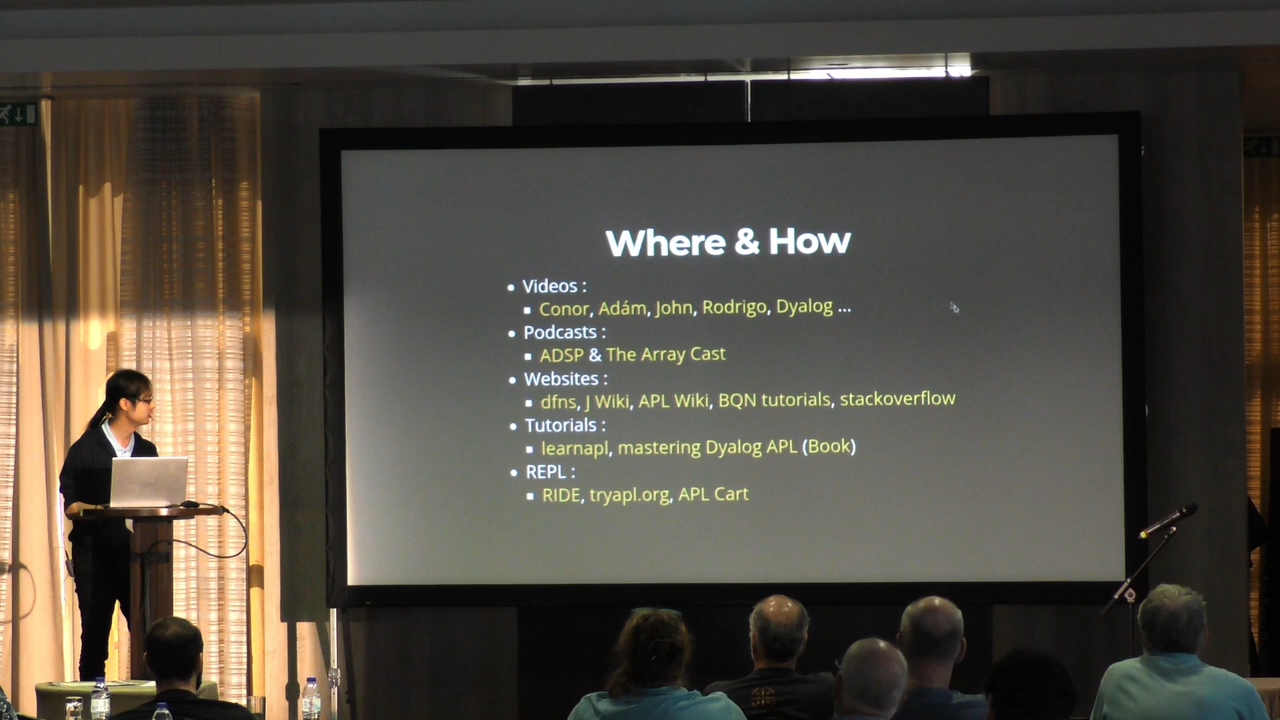 Where & How
• Videos :
▪ Conor, Adám, John, Rodrigo, Dyalog ...
• Podcasts :
▪ ADSP & The Array Cast
• Websites :
▪ dfns, J Wiki, APL Wiki, BQN tutorials, stackoverflow
• Tutorials :
▪ learnapl, mastering Dyalog APL (Book)
• REPL :
▪ RIDE, tryapl.org, APL Cart